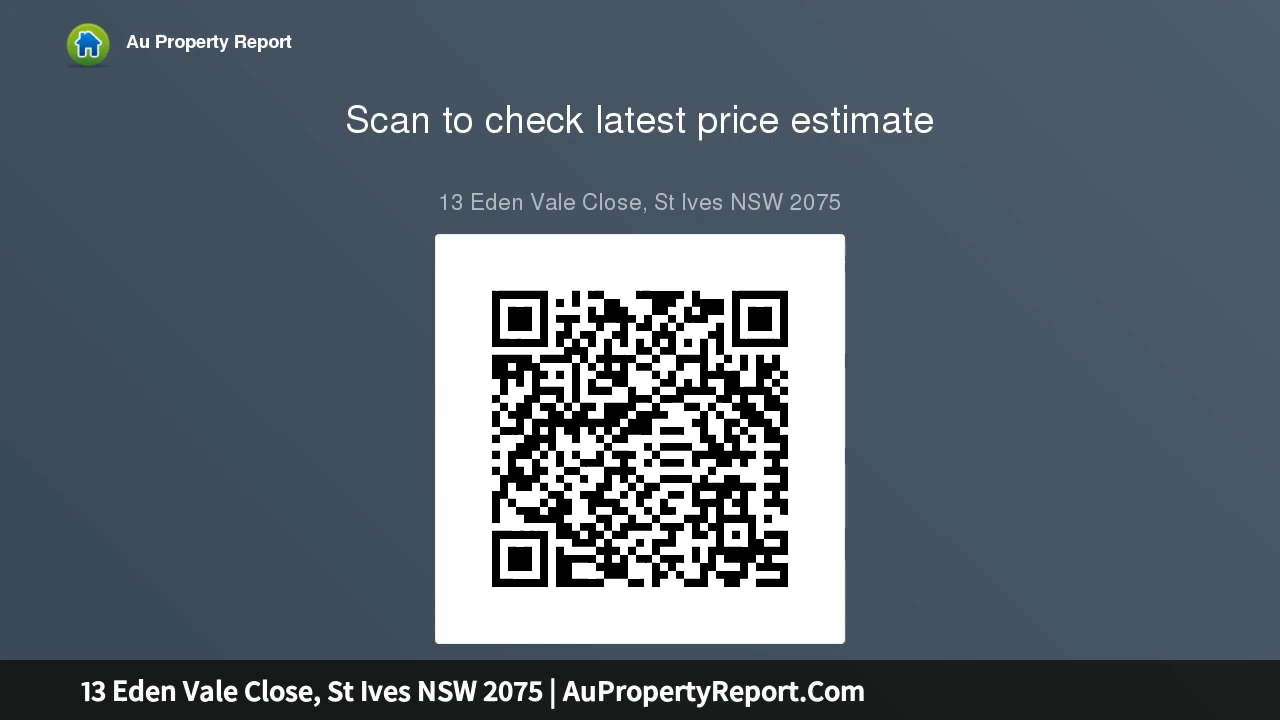 Au Property Report
Scan to check latest price estimate
13 Eden Vale Close, St Ives NSW 2075
13 Eden Vale Close, St Ives NSW 2075 | AuPropertyReport.Com